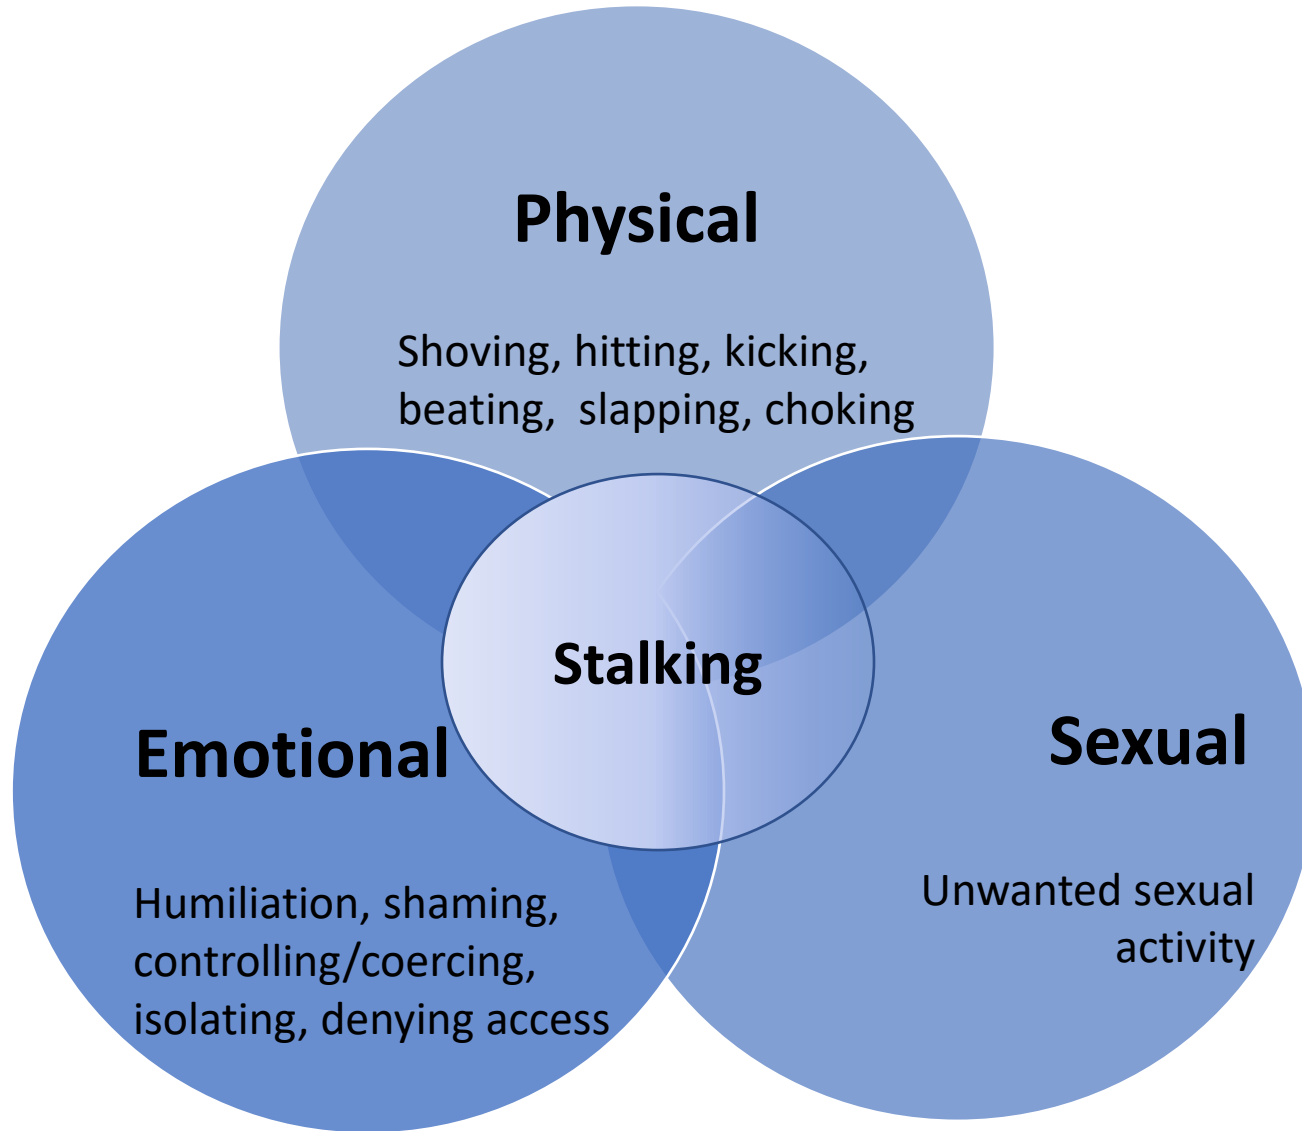 Physical
Shoving, hitting, kicking,
beating,  slapping, choking
Stalking
Emotional
Humiliation, shaming,
controlling/coercing,
isolating, denying access
Sexual
Unwanted sexual
activity